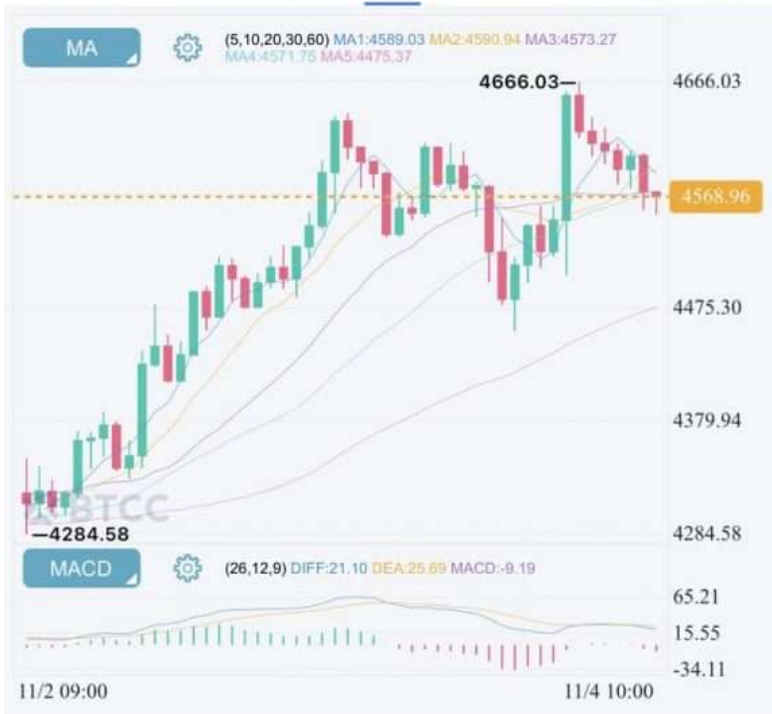 MA (5,10,20,30,60) MA1:4589.03 MA2:4590.94 MA3:4573.27
MA4:4571.75 MA5:4475.37
4666.03
4666.03
4568.96
4475.30
4379.94
BTCC
4284.58
4284.58
MACD (26,12,9) DIFF:21.10 DEA:25.69 MACD:-9.19
65.21
15.55
-34.11
11/2 09:00 11/4 10:00